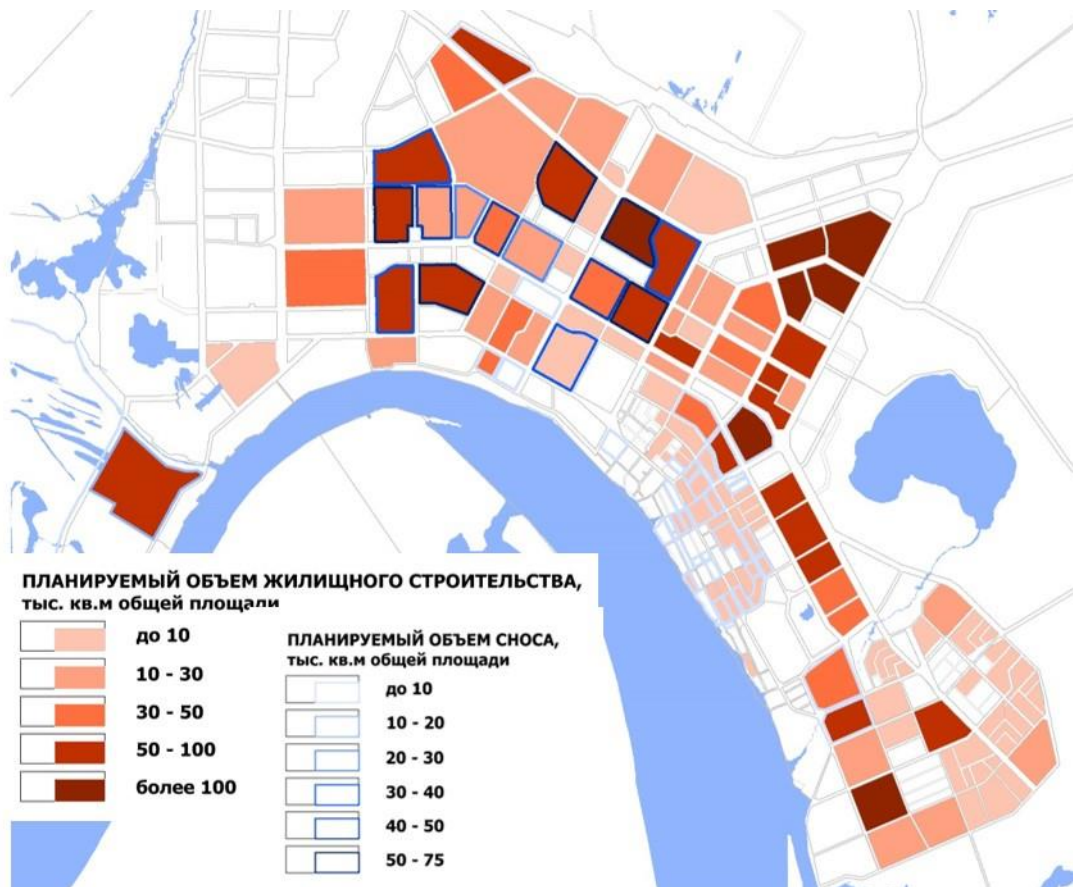 ПЛАНИРУЕМЫЙ ОБЪЕМ ЖИЛИЩНОГО СТРОИТЕЛЬСТВА,
тыс. кв.м общей площади
до 10
10 - 30
30 - 50
50 - 100
более 100
ПЛАНИРУЕМЫЙ ОБЪЕМ СНОСА,
тыс. кв.м общей площади
до 10
10 - 20
20 - 30
30 - 40
40 - 50
50 - 75